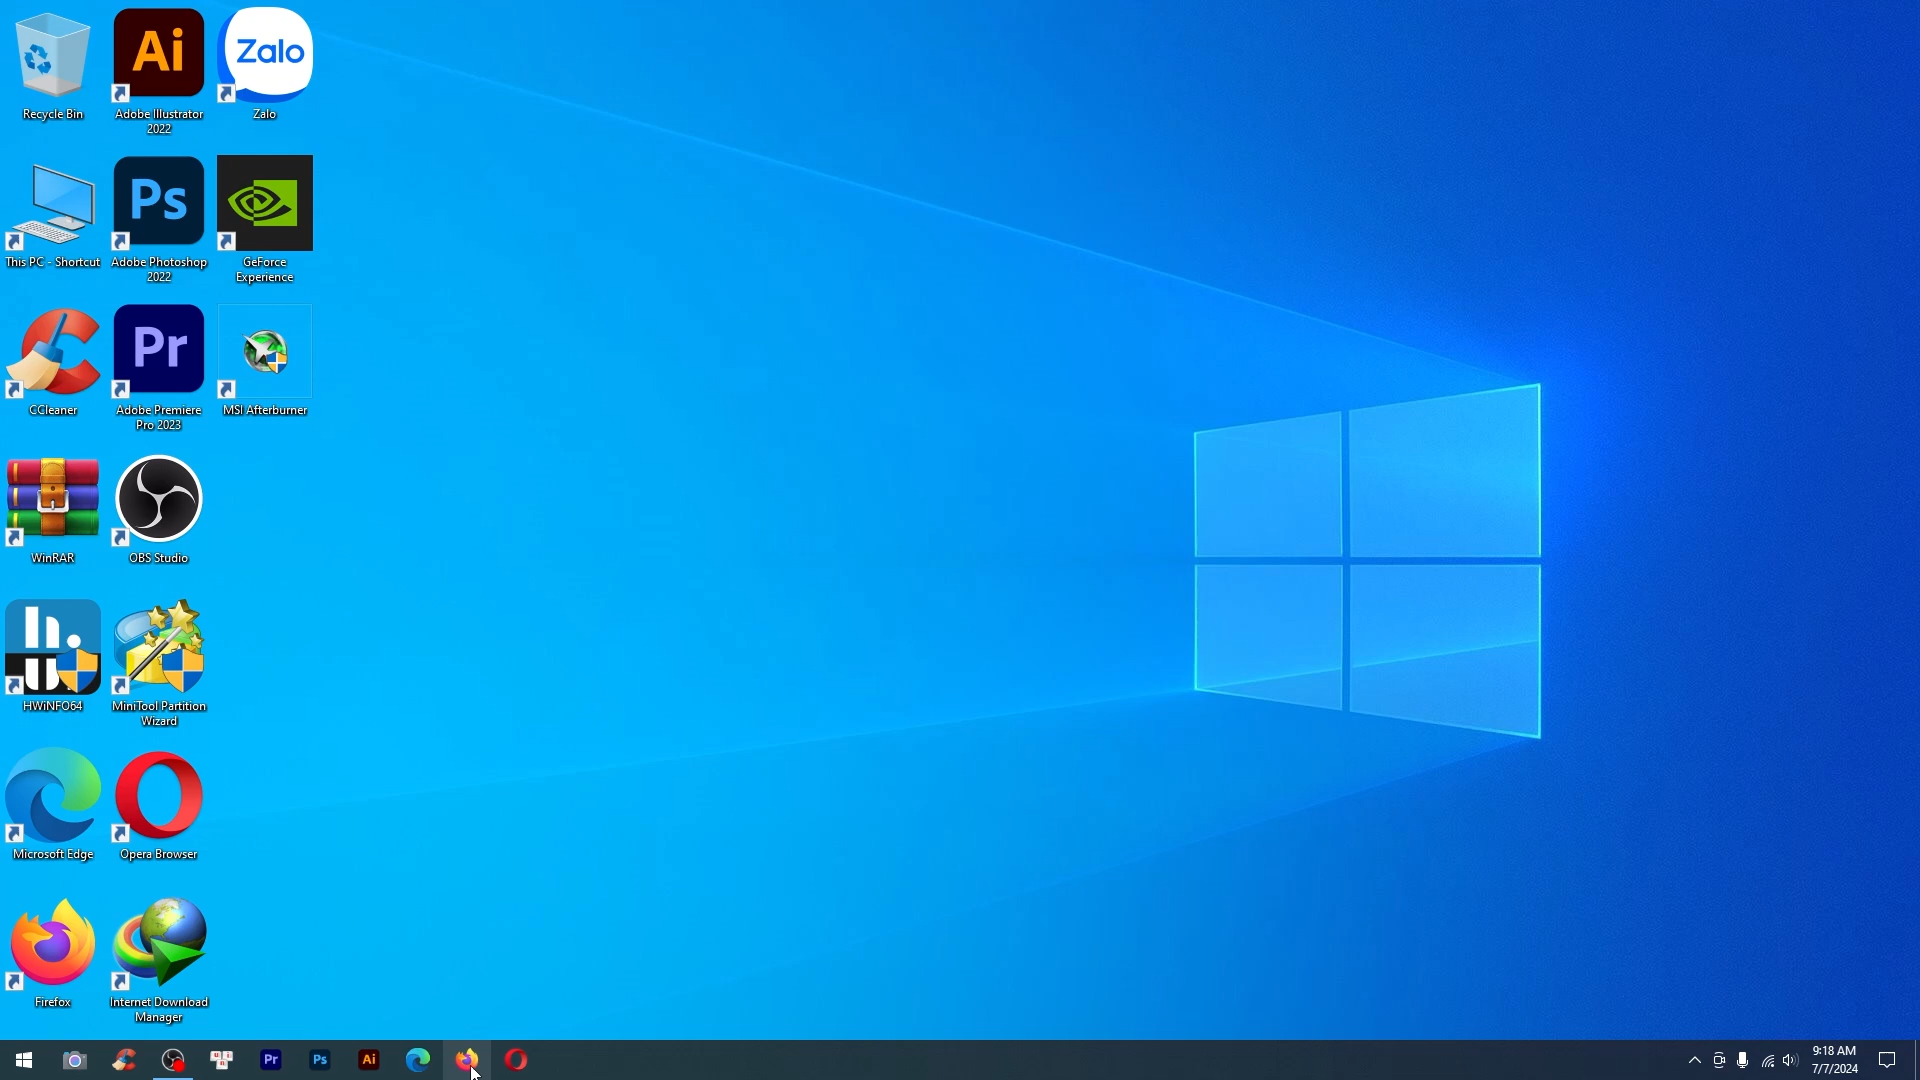 Recycle Bin
Ai
Adobe Illustrator
2022
Zalo
Zalo
This PC - Shortcut
Ps
Adobe Photoshop
2022
GeForce
Experience
CCleaner
Pr
Adobe Premiere
Pro 2023
MSI Afterburner
WinRAR
OBS Studio
HWiNFO64
MiniTool Partition
Wizard
Microsoft Edge
Opera Browser
Firefox
Internet Download
Manager
Pr
Ps
Ai
9:18 AM
7/7/2024